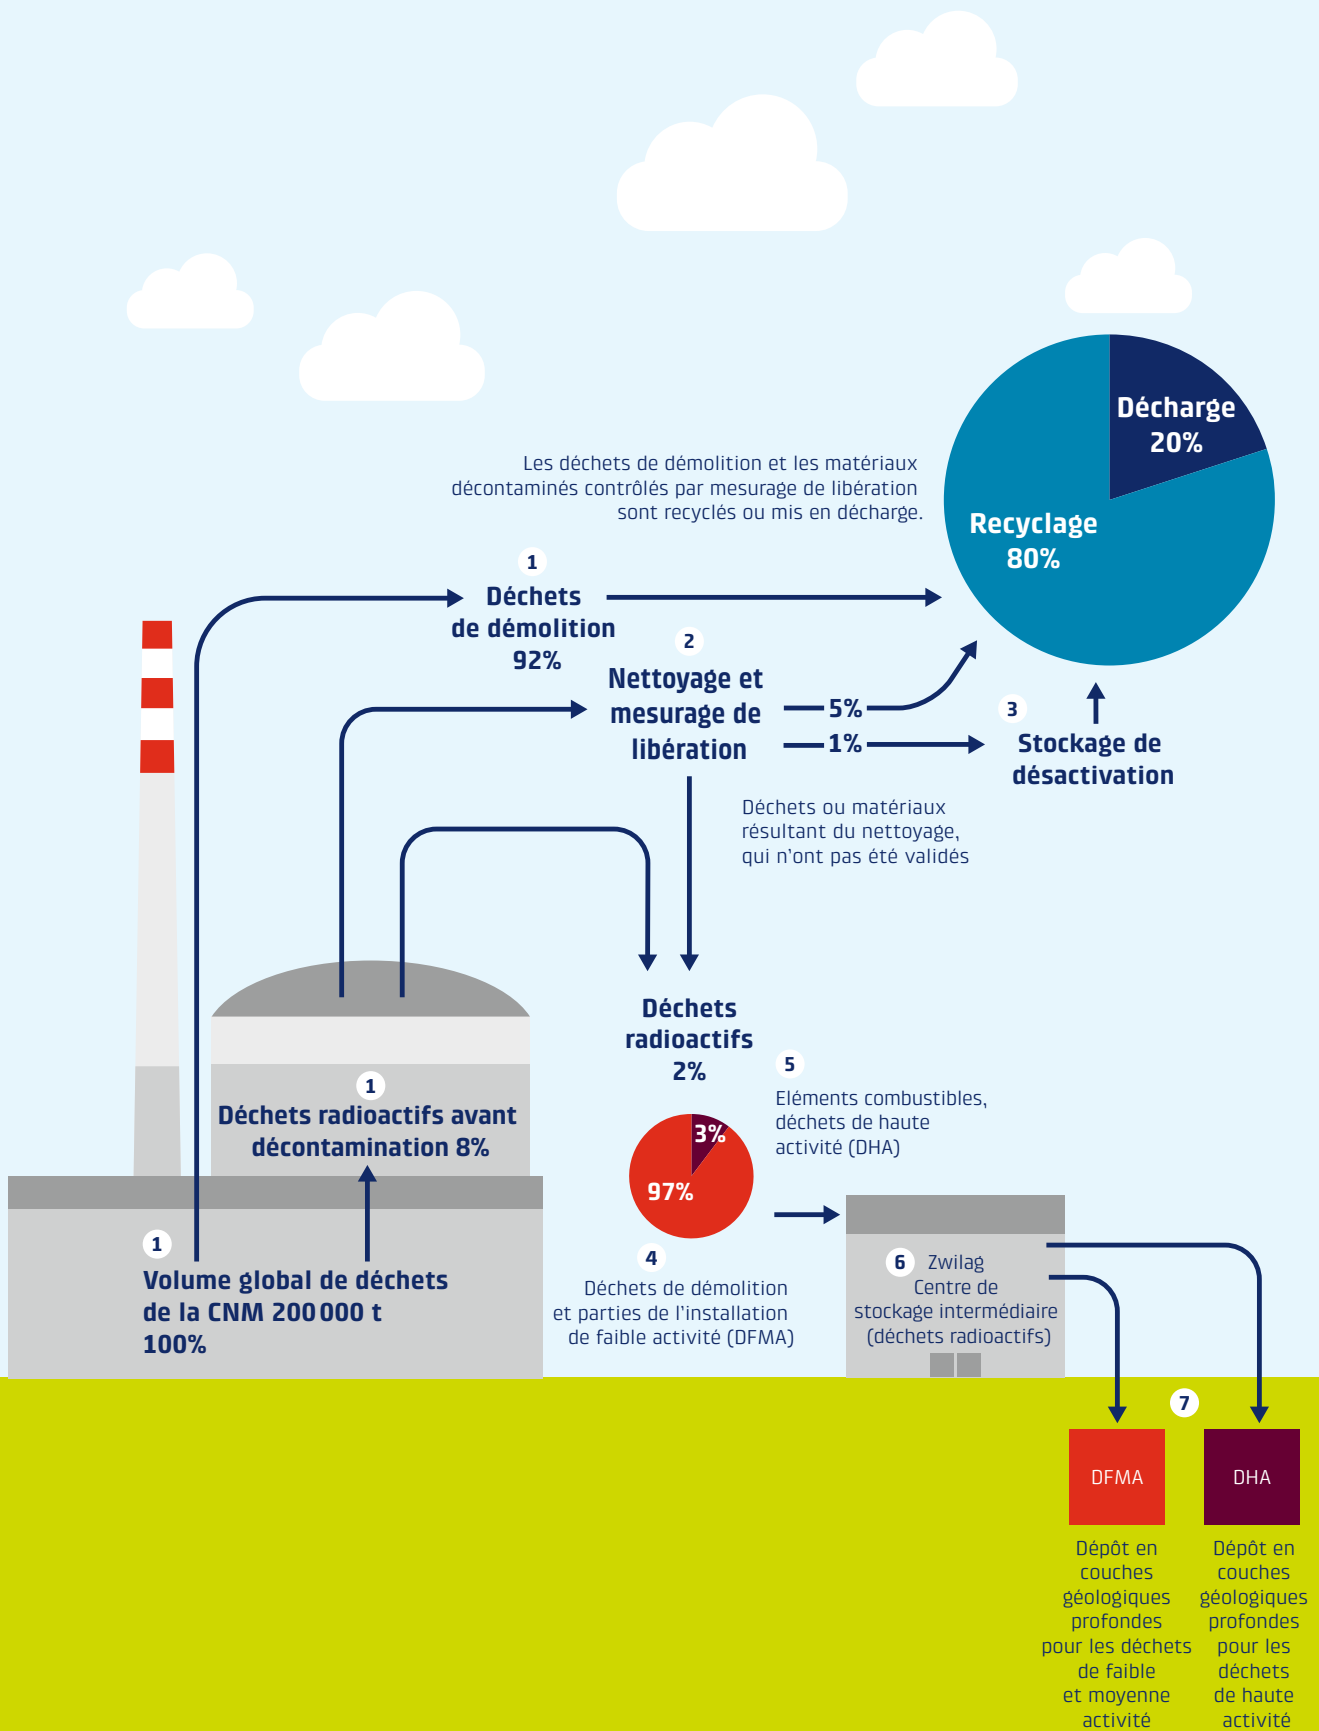 Décharge
20%
Recyclage
80%
Les déchets de démolition et les matériaux
décontaminés contrôlés par mesurage de libération
sont recyclés ou mis en décharge.
1
Déchets
de démolition
92%
2
Nettoyage et
mesurage de
libération
5%
1%
3
Stockage de
désactivation
Déchets ou matériaux
résultant du nettoyage,
qui n'ont pas été validés
Déchets
radioactifs
2%
1
Déchets radioactifs avant
décontamination 8%
5
Eléments combustibles,
déchets de haute
activité (DHA)
3%
97%
1
Volume global de déchets
de la CNM 200 000 t
100%
4
Déchets de démolition
et parties de l'installation
de faible activité (DFMA)
6 Zwilag
Centre de
stockage intermédiaire
(déchets radioactifs)
7
DFMA
Dépôt en
couches
géologiques
profondes
pour les déchets
de faible
et moyenne
activité
DHA
Dépôt en
couches
géologiques
profondes
pour les
déchets
de haute
activité